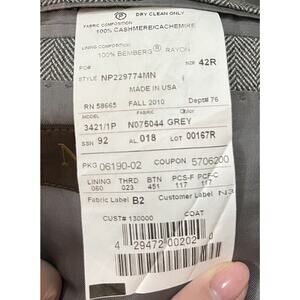 P DRY CLEAN ONLY
FABRIC COMPOSITION
100% CASHMERE/CACHEMIRE
LINING COMPOSITION SIZE
100% BEMBERG ® RAYON 42R
PO#
STYLE NP229774MN
MADE IN USA
RN 58665 FALL 2010 Dept# 76
MODEL FABRIC COLOR
3421/1P N075044 GREY
SSN 92 AL 018 LOT 00167R
PKG 06190-02 COUPON 5706200
LINING THRD BTN PCS-F PCF-C
060 023 451 117 117
Fabric Label B2 Customer Label N3
CUST# 130000 COAT
4 29472 00202 0
N